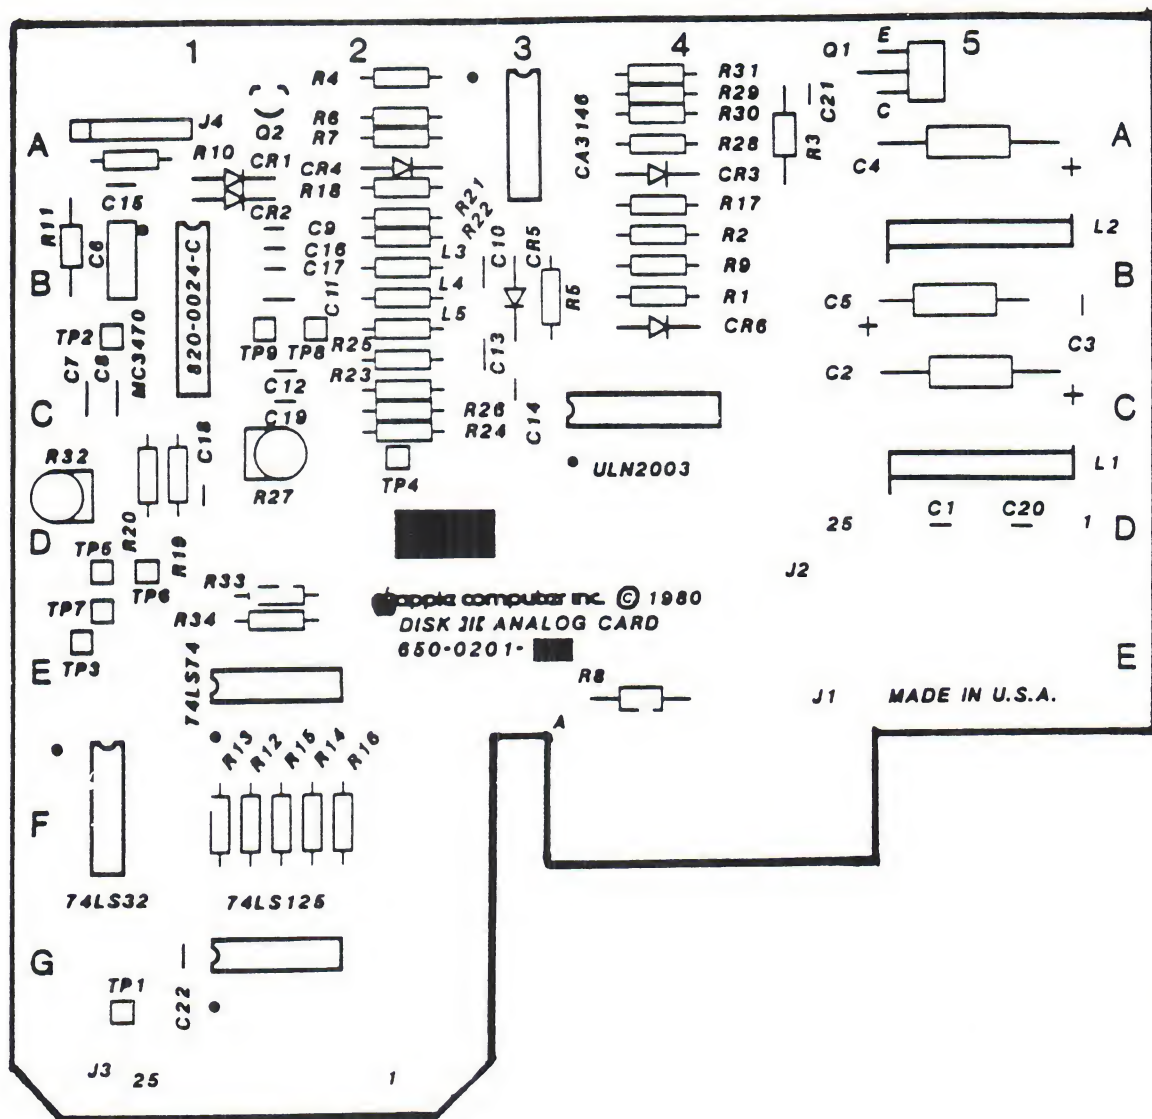 1
2
3
4
5
A
B
C
D
E
F
G
A
B
C
D
E
R4
R6
R7
Q2
J4
R10
CR1
CR2
CR4
R18
C15
R11
C6
MC3470
820-0024-C
C9
C16
C17
C11
R21
R22
L3
L4
L5
C10
CR5
R5
C13
C14
CA3146
R31
R29
R30
R28
CR3
R17
R2
R9
R1
CR6
R3
C21
Q1
E
C
C4
+
L2
C5
+
C3
C2
+
L1
C1
C20
25
1
J2
TP2
C7
C8
TP9
TP8
R25
R23
C12
C19
R26
R24
TP4
R32
C18
R27
ULN2003
R20
R19
TP5
TP6
TP7
TP3
R33
R34
apple computer inc. © 1980
DISK III ANALOG CARD
650-0201-
74LS74
R8
A
J1
MADE IN U.S.A.
R13
R12
R15
R14
R16
74LS32
74LS125
TP1
C22
J3
25
1